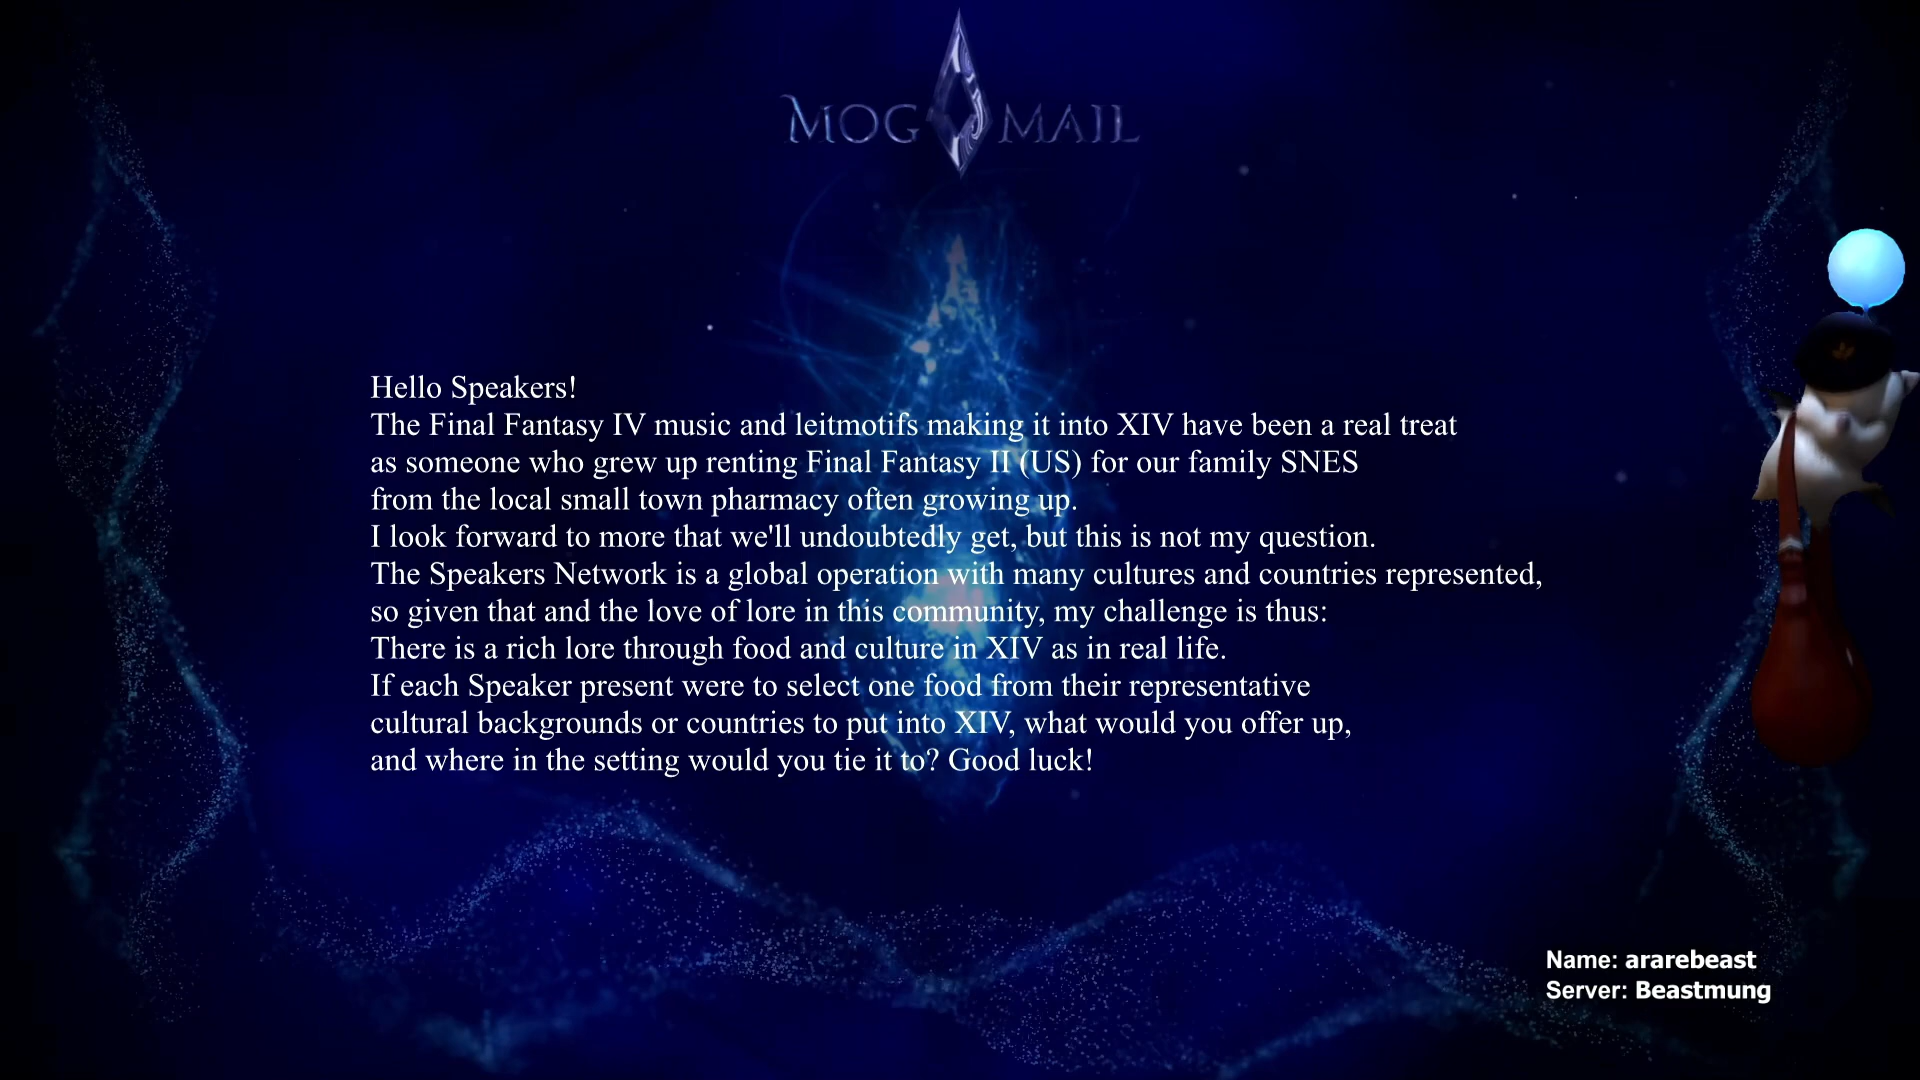 MOG MAIL
Hello Speakers!
The Final Fantasy IV music and leitmotifs making it into XIV have been a real treat
as someone who grew up renting Final Fantasy II (US) for our family SNES
from the local small town pharmacy often growing up.
I look forward to more that we'll undoubtedly get, but this is not my question.
The Speakers Network is a global operation with many cultures and countries represented,
so given that and the love of lore in this community, my challenge is thus:
There is a rich lore through food and culture in XIV as in real life.
If each Speaker present were to select one food from their representative
cultural backgrounds or countries to put into XIV, what would you offer up,
and where in the setting would you tie it to? Good luck!
Name: ararebeast
Server: Beastmung